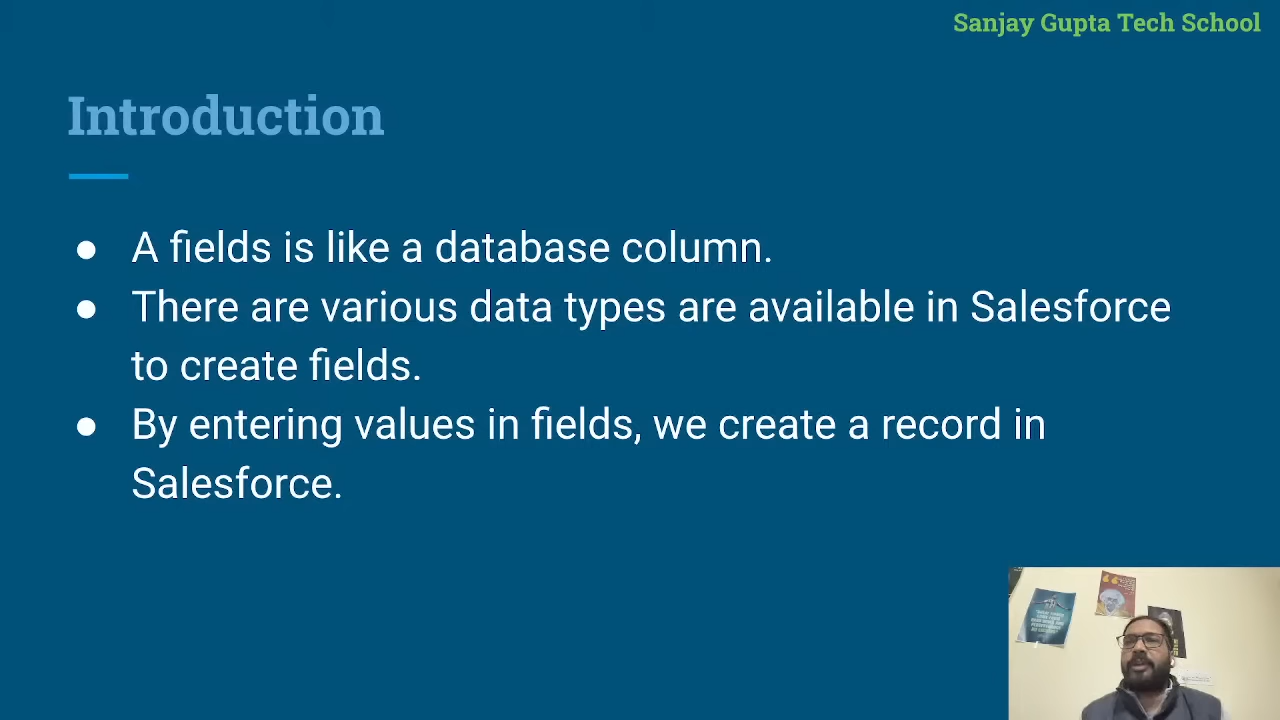 Sanjay Gupta Tech School
Introduction
● A fields is like a database column.
● There are various data types are available in Salesforce
to create fields.
● By entering values in fields, we create a record in
Salesforce.